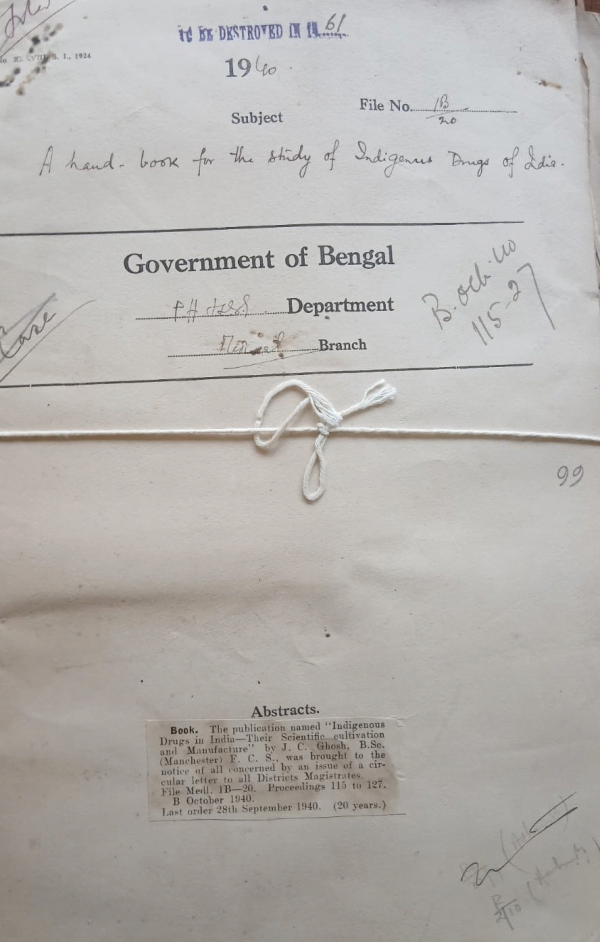 TO BE DESTROYED IN 19 61
S. I., 1924
1940.
File No. 1B/20
Subject
A hand-book for the study of Indigenus Drugs of Idia.
Government of Bengal
Department
Branch
B. Oct. 40
115-27
Case
99
Abstracts.
Book. The publication named "Indigenous
Drugs in India—Their Scientific cultivation
and Manufacture" by J. C. Ghosh, B.Sc.
(Manchester) F. C. S., was brought to the
notice of all concerned by an issue of a cir-
cular letter to all Districts Magistrates.
File Medl. 1B—20. Proceedings 115 to 127.
B October 1940.
Last order 28th September 1940. (20 years.)